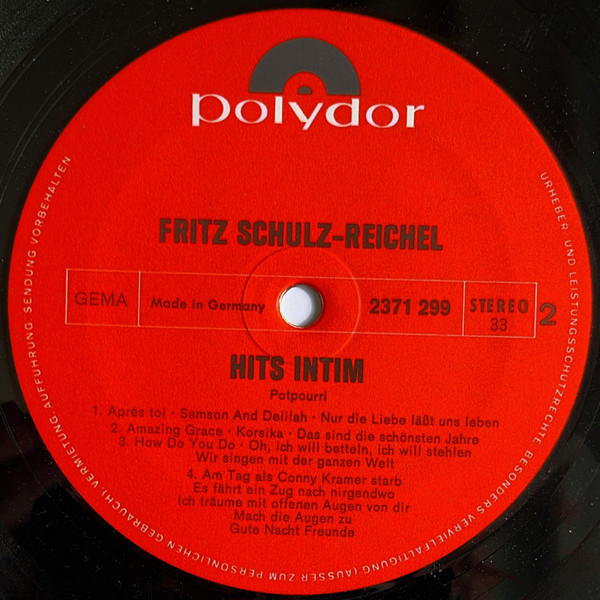 polydor
FRITZ SCHULZ-REICHEL
GEMA
Made in Germany
2371 299
STEREO
33
2
HITS INTIM
Potpourri
1. Aprés toi · Samson And Delilah · Nur die Liebe läßt uns leben
2. Amazing Grace · Korsika · Das sind die schönsten Jahre
3. How Do You Do · Oh, ich will betteln, ich will stehlen
Wir singen mit der ganzen Welt
4. Am Tag als Conny Kramer starb
Es fährt ein Zug nach nirgendwo
Ich träume mit offenen Augen von dir
Mach die Augen zu
Gute Nacht Freunde
URHEBER- UND LEISTUNGSSCHUTZRECHTE, BESONDERS VERVIELFÄLTIGUNG (AUSSER ZUM PERSÖNLICHEN GEBRAUCH) VERMIETUNG AUFFÜHRUNG SENDUNG VORBEHALTEN